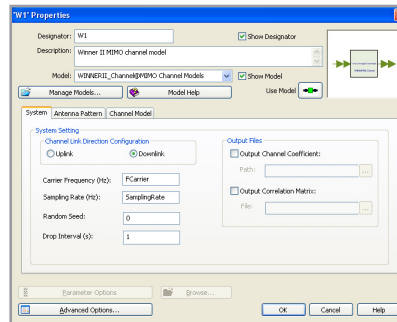 'W1' Properties
Designator: W1 Show Designator
Description: Winner II MIMO channel model
Model: WINNERII_Channel@MIMO Channel Models Show Model
Manage Models... Model Help Use Model
System Antenna Pattern Channel Model
System Setting
Channel Link Direction Configuration
Uplink Downlink
Output Files
Output Channel Coefficient:
Path: ...
Output Correlation Matrix:
File: ...
Carrier Frequency (Hz): FCarrier
Sampling Rate (Hz): SamplingRate
Random Seed: 0
Drop Interval (s): 1
Parameter Options Browse...
Advanced Options... OK Cancel Help